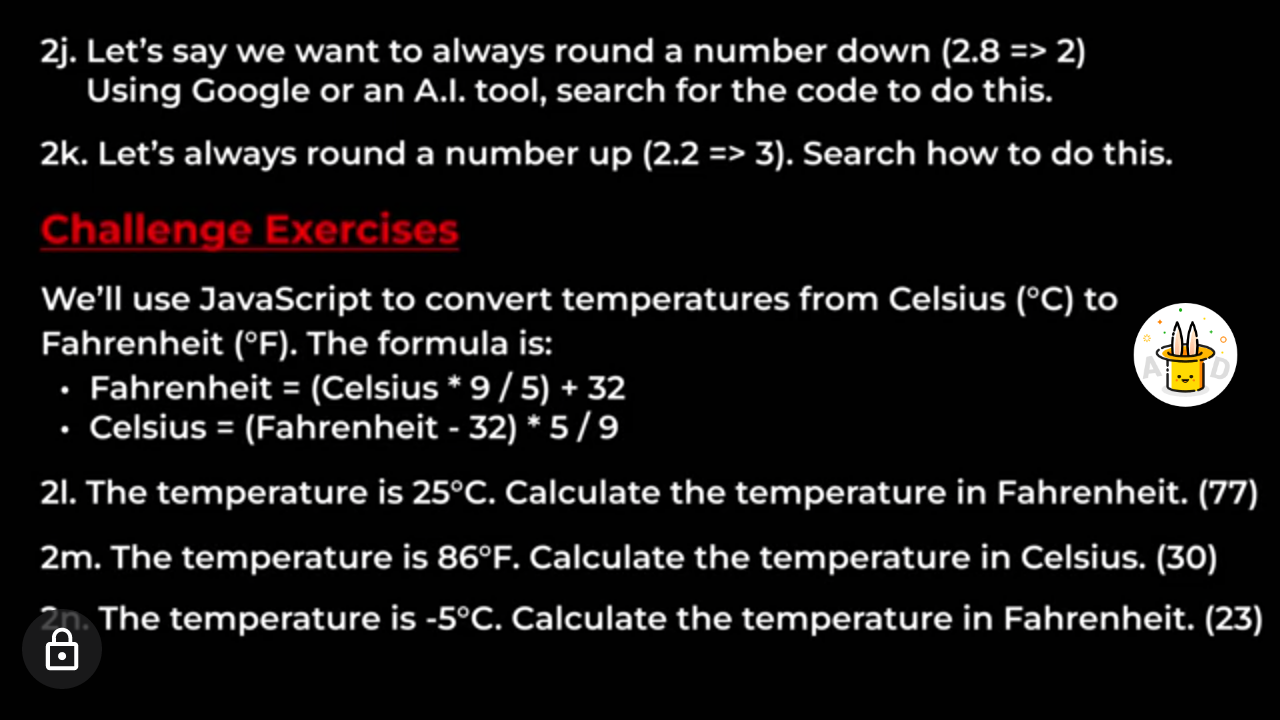 2j. Let’s say we want to always round a number down (2.8 => 2)
Using Google or an A.I. tool, search for the code to do this.
2k. Let’s always round a number up (2.2 => 3). Search how to do this.
Challenge Exercises
We’ll use JavaScript to convert temperatures from Celsius (°C) to
Fahrenheit (°F). The formula is:
• Fahrenheit = (Celsius * 9 / 5) + 32
• Celsius = (Fahrenheit - 32) * 5 / 9
A D
2l. The temperature is 25°C. Calculate the temperature in Fahrenheit. (77)
2m. The temperature is 86°F. Calculate the temperature in Celsius. (30)
2n. The temperature is -5°C. Calculate the temperature in Fahrenheit. (23)